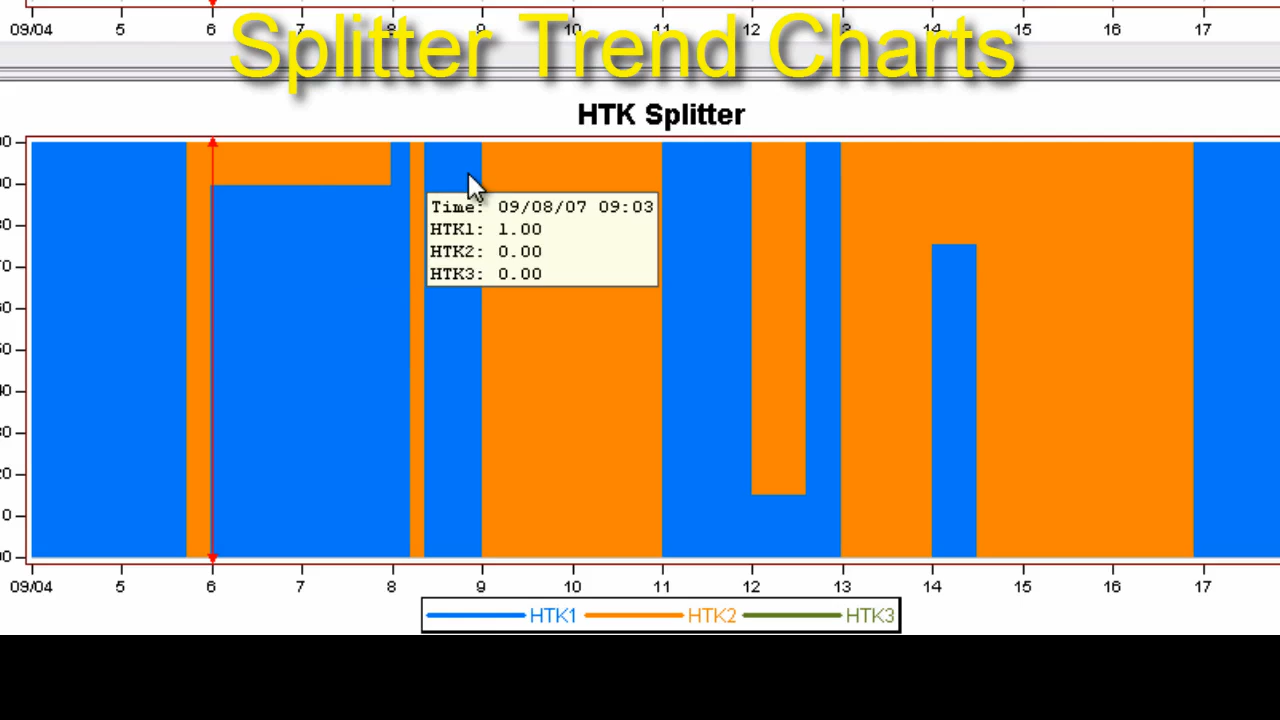 09/04 5 6 7 8 9 10 11 12 13 14 15 16 17
Splitter Trend Charts
HTK Splitter
Time: 09/08/07 09:03
HTK1: 1.00
HTK2: 0.00
HTK3: 0.00
09/04 5 6 7 8 9 10 11 12 13 14 15 16 17
HTK1 HTK2 HTK3